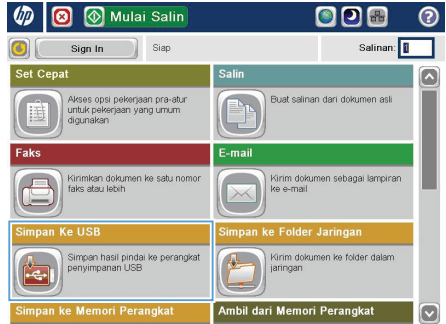 hp
Mulai Salin
?
Sign In
Siap
Salinan: 1
Set Cepat
Akses opsi pekerjaan pra-atur
untuk pekerjaan yang umum
digunakan
Salin
Buat salinan dari dokumen asli
Faks
Kirimkan dokumen ke satu nomor
faks atau lebih
E-mail
Kirim dokumen sebagai lampiran
ke e-mail
Simpan Ke USB
Simpan hasil pindai ke perangkat
penyimpanan USB
Simpan ke Folder Jaringan
Kirim dokumen ke folder dalam
jaringan
Simpan ke Memori Perangkat
Ambil dari Memori Perangkat